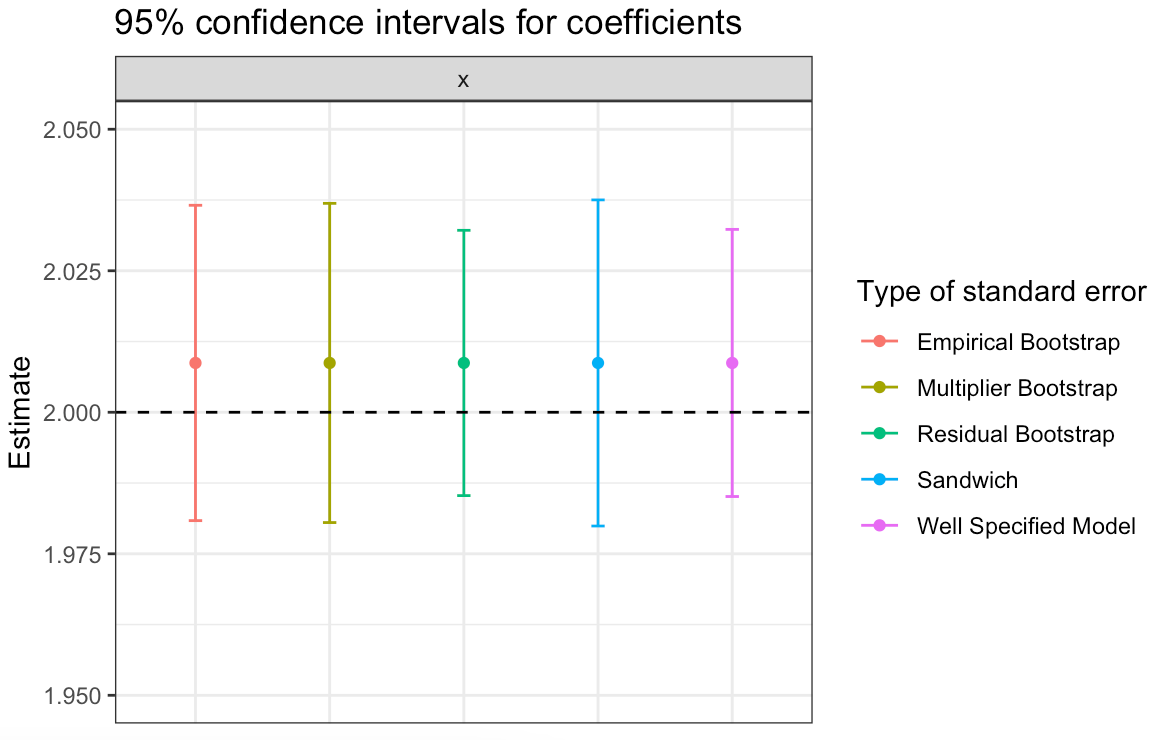 95% confidence intervals for coefficients
x
2.050
2.025
2.000
1.975
1.950
Estimate
Type of standard error
Empirical Bootstrap
Multiplier Bootstrap
Residual Bootstrap
Sandwich
Well Specified Model